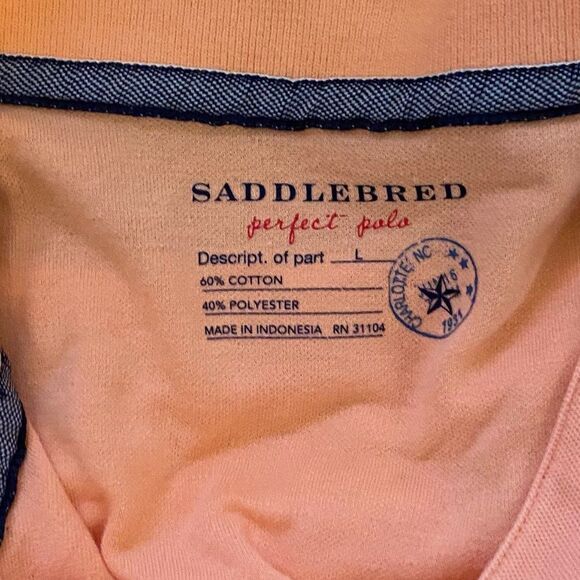 SADDLEBRED
perfect polo
Descript. of part L
60% COTTON
40% POLYESTER
MADE IN INDONESIA RN 31104
CHARLOTTE, NC
1931